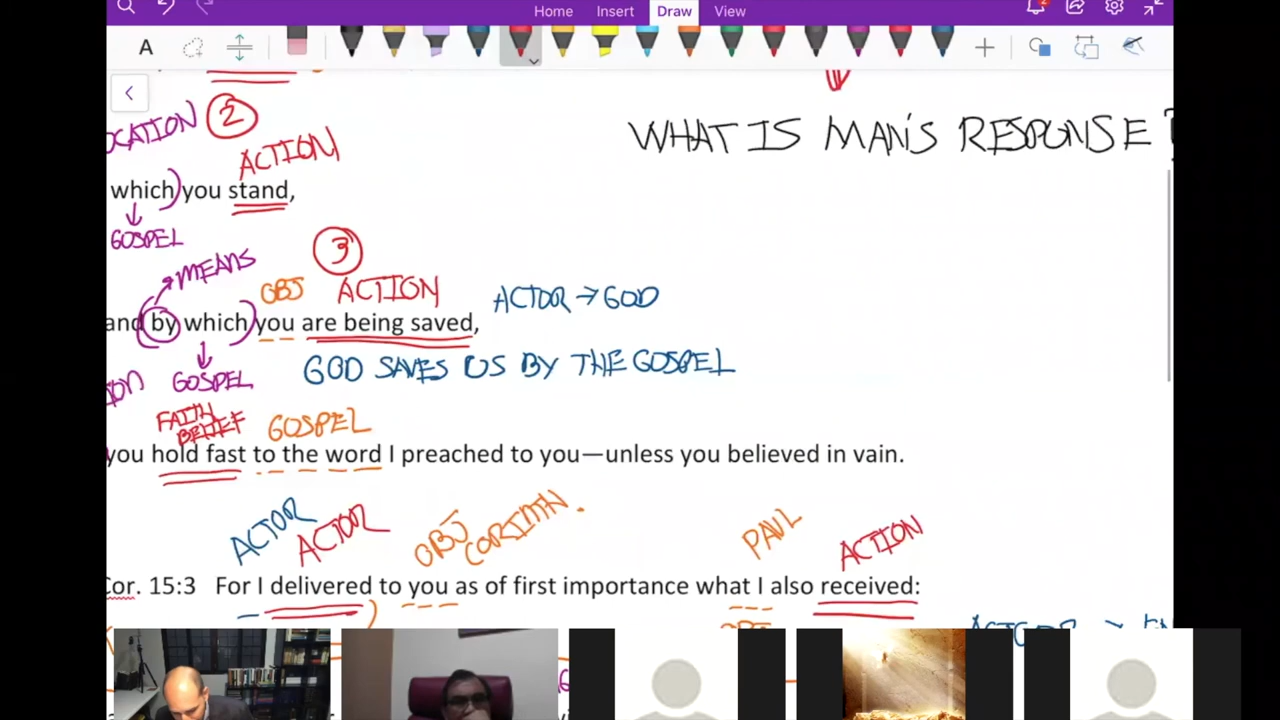 Home Insert Draw View
A
WHAT IS MAN'S RESPONSE?
OCATION 2
ACTION
which) you stand,
GOSPEL
MEANS 3
OBJ ACTION ACTOR → GOD
and by which) you are being saved,
GOSPEL GOD SAVES US BY THE GOSPEL
FAITH
BELIEF GOSPEL
you hold fast to the word I preached to you—unless you believed in vain.
ACTOR ACTOR OBJ CORINTH. PAUL ACTION
Cor. 15:3 For I delivered to you as of first importance what I also received: